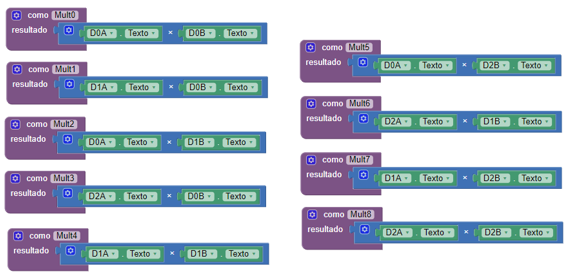 como Mult0
resultado D0A . Texto × D0B . Texto
como Mult1
resultado D1A . Texto × D0B . Texto
como Mult2
resultado D0A . Texto × D1B . Texto
como Mult3
resultado D2A . Texto × D0B . Texto
como Mult4
resultado D1A . Texto × D1B . Texto
como Mult5
resultado D0A . Texto × D2B . Texto
como Mult6
resultado D2A . Texto × D1B . Texto
como Mult7
resultado D1A . Texto × D2B . Texto
como Mult8
resultado D2A . Texto × D2B . Texto